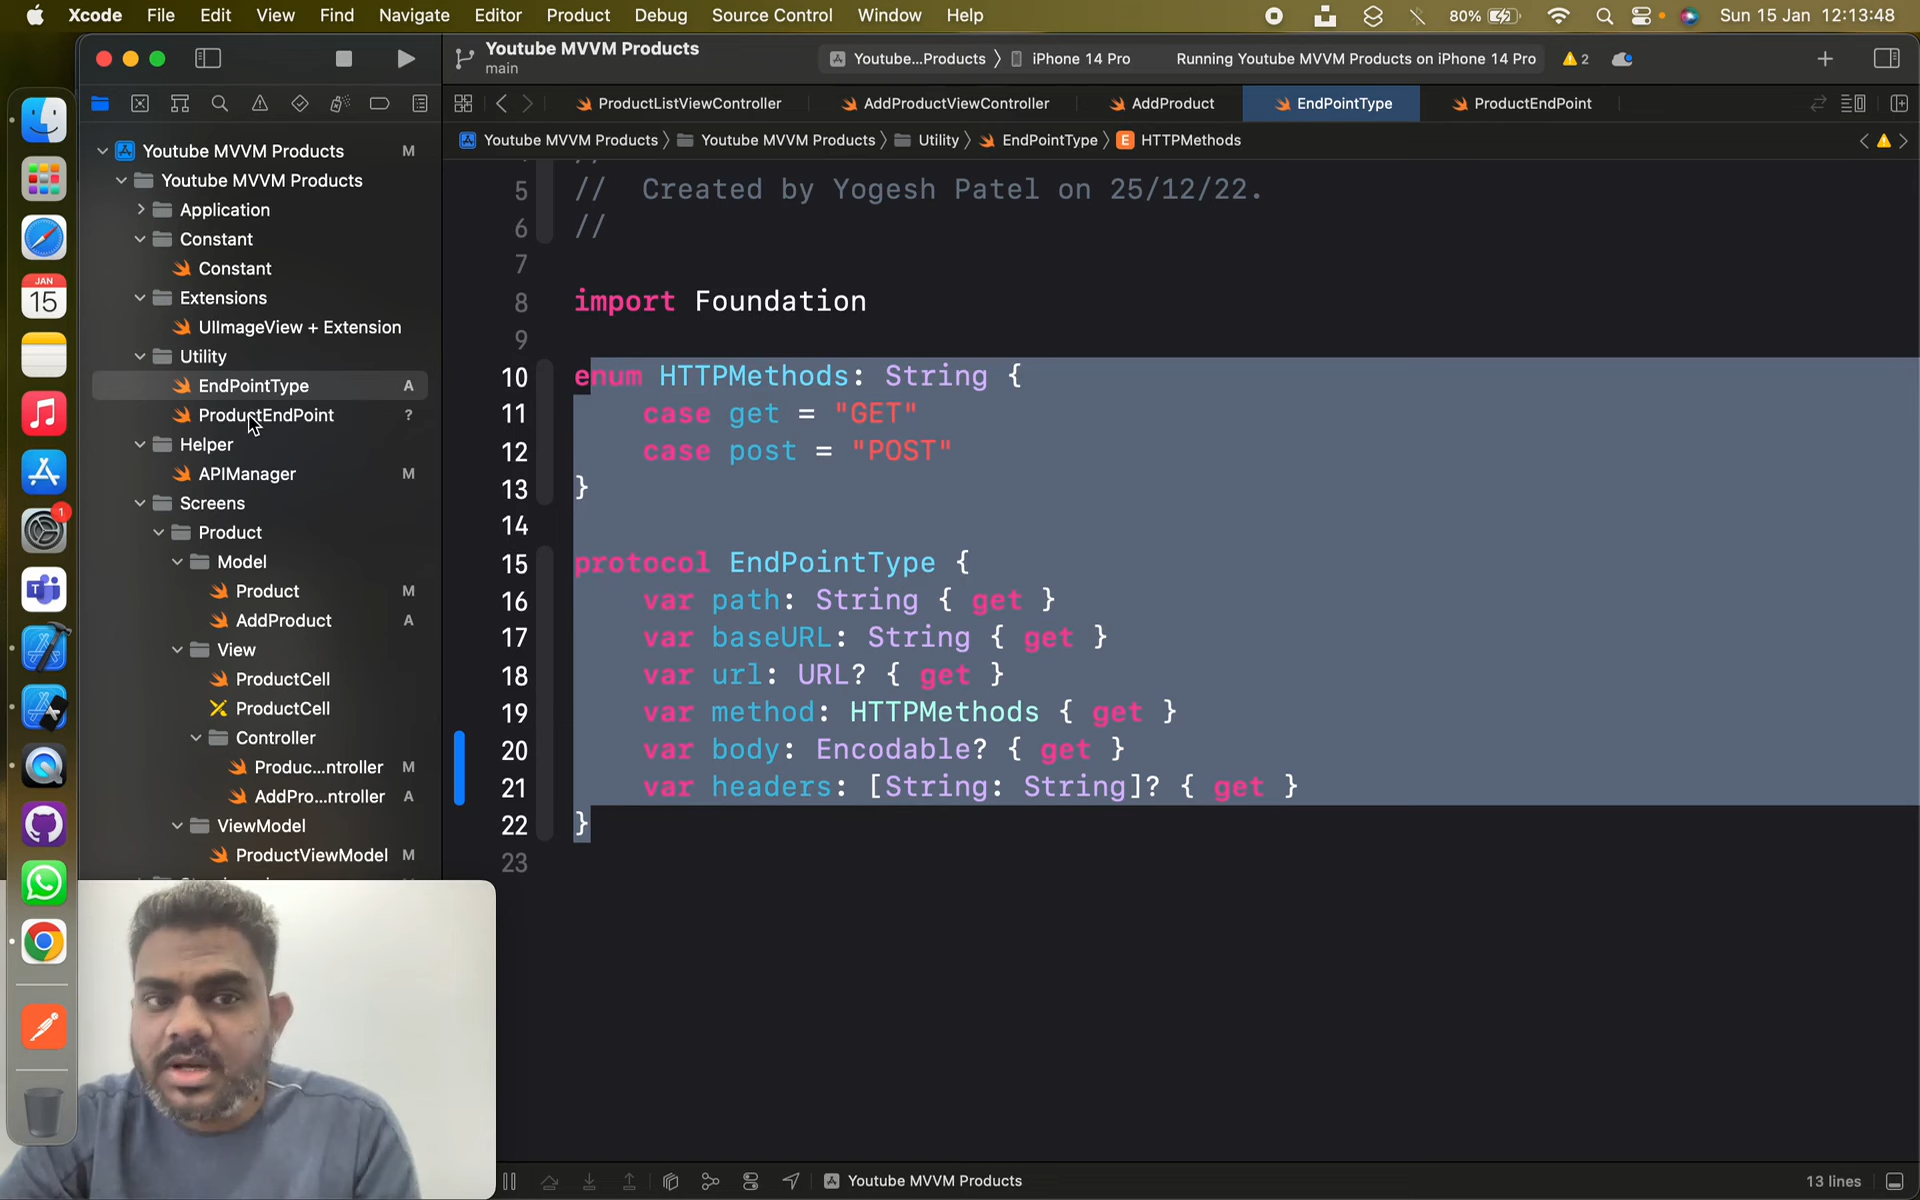 Xcode File Edit View Find Navigate Editor Product Debug Source Control Window Help 80% Sun 15 Jan 12:13:48
Youtube MVVM Products
main
Youtube...Products 〉 iPhone 14 Pro Running Youtube MVVM Products on iPhone 14 Pro 2
ProductListViewController AddProductViewController AddProduct EndPointType ProductEndPoint
Youtube MVVM Products 〉 Youtube MVVM Products 〉 Utility 〉 EndPointType 〉 E HTTPMethods
Youtube MVVM Products M
Youtube MVVM Products
Application
Constant
Constant
Extensions
UIImageView + Extension
Utility
EndPointType A
ProductEndPoint ?
Helper
APIManager M
Screens
Product
Model
Product M
AddProduct A
View
ProductCell
ProductCell
Controller
Produc...ntroller M
AddPro...ntroller A
ViewModel
ProductViewModel M
JAN
15
1
5 // Created by Yogesh Patel on 25/12/22.
6 //
7
8 import Foundation
9
10 enum HTTPMethods: String {
11 case get = "GET"
12 case post = "POST"
13 }
14
15 protocol EndPointType {
16 var path: String { get }
17 var baseURL: String { get }
18 var url: URL? { get }
19 var method: HTTPMethods { get }
20 var body: Encodable? { get }
21 var headers: [String: String]? { get }
22 }
23
Youtube MVVM Products 13 lines